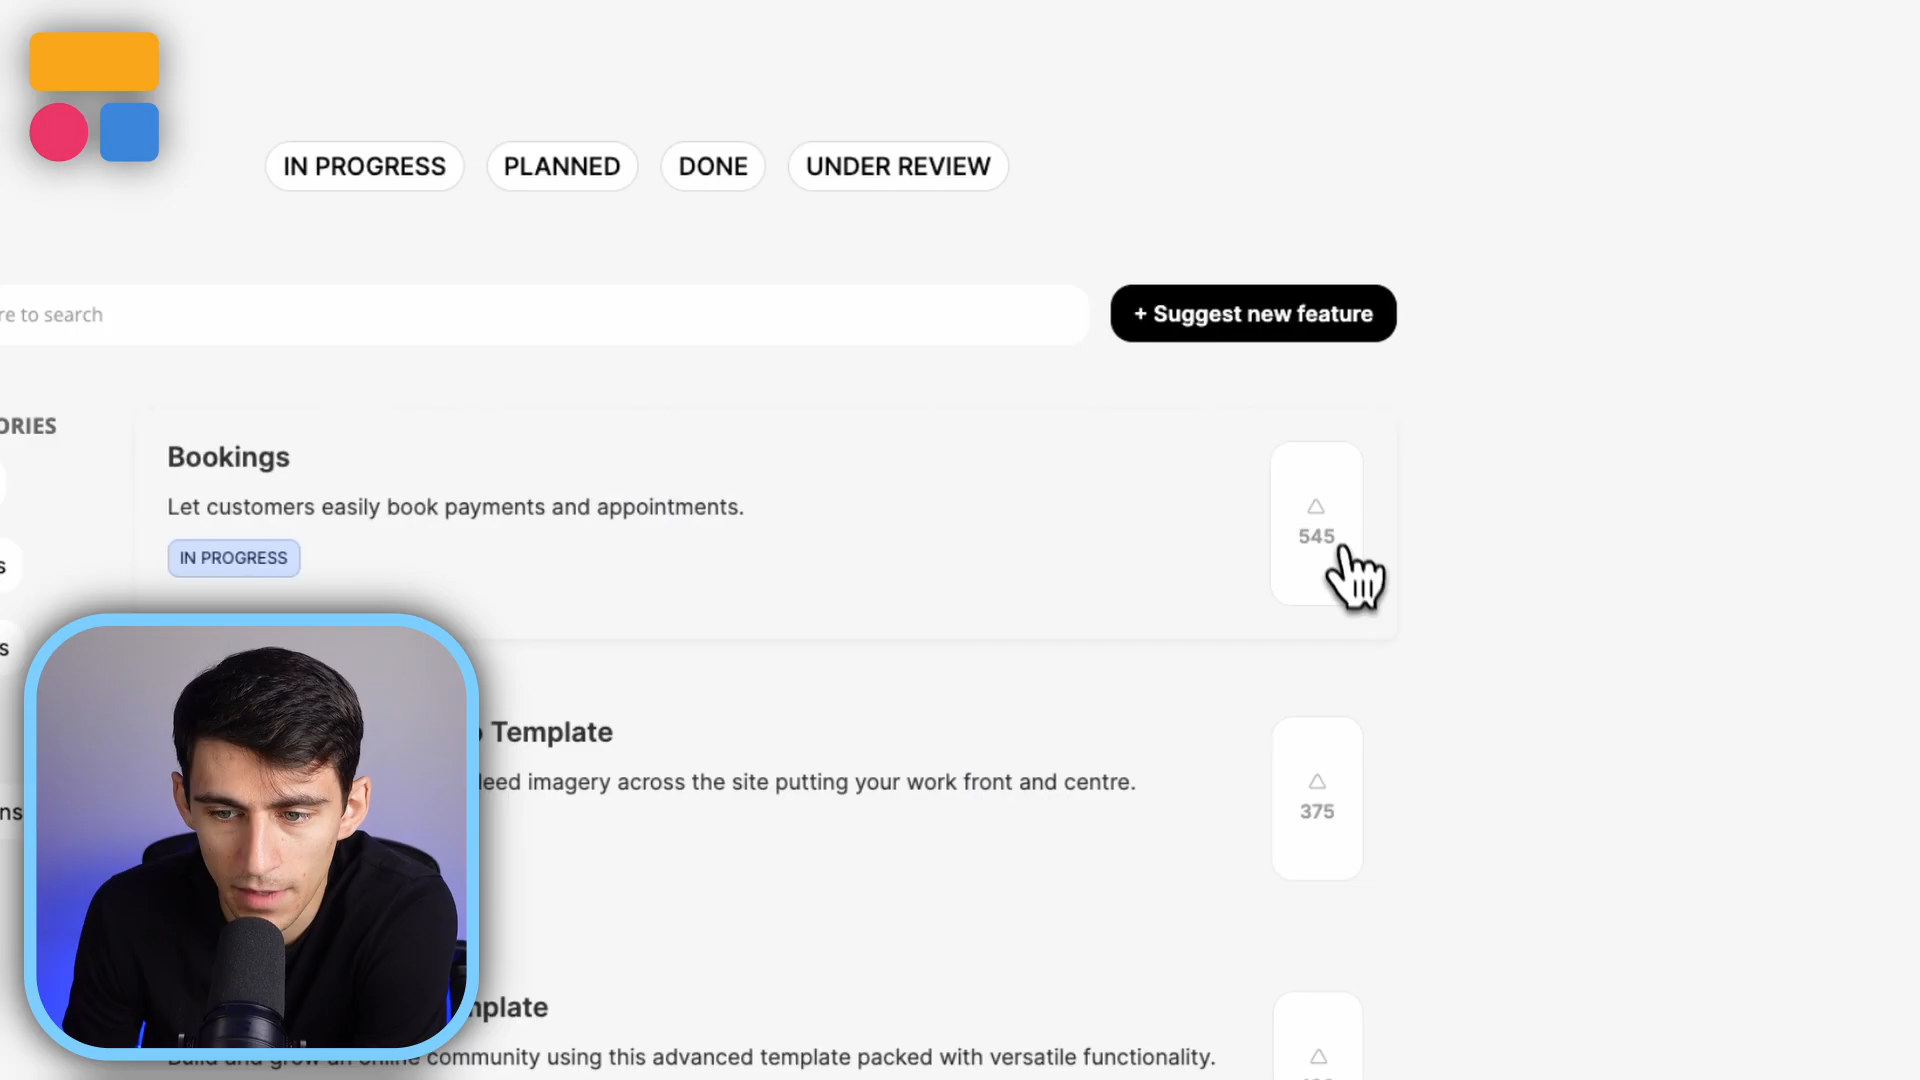 IN PROGRESS PLANNED DONE UNDER REVIEW
re to search
+ Suggest new feature
ORIES
Bookings
Let customers easily book payments and appointments.
IN PROGRESS
545
s
s
ns
Template
eed imagery across the site putting your work front and centre.
375
nplate
community using this advanced template packed with versatile functionality.